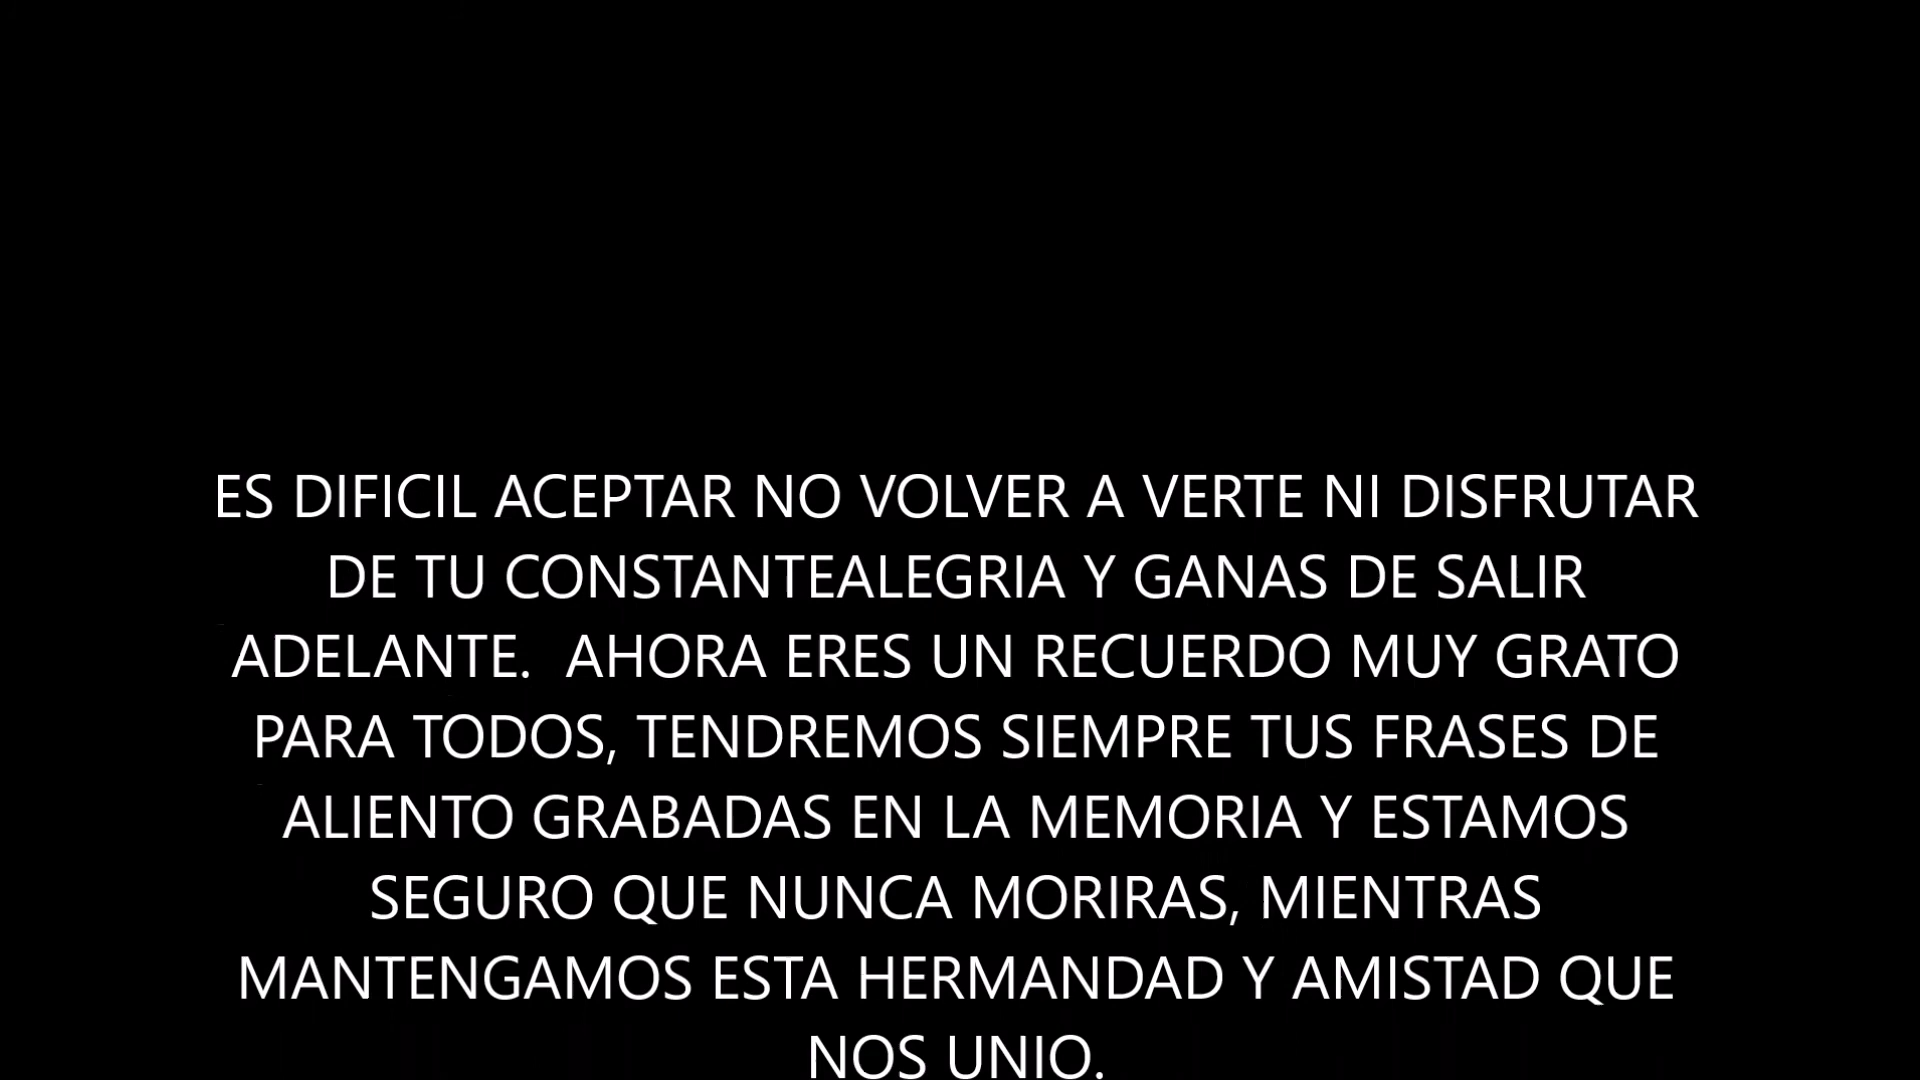 ES DIFICIL ACEPTAR NO VOLVER A VERTE NI DISFRUTAR
DE TU CONSTANTEALEGRIA Y GANAS DE SALIR
ADELANTE.  AHORA ERES UN RECUERDO MUY GRATO
PARA TODOS, TENDREMOS SIEMPRE TUS FRASES DE
ALIENTO GRABADAS EN LA MEMORIA Y ESTAMOS
SEGURO QUE NUNCA MORIRAS, MIENTRAS
MANTENGAMOS ESTA HERMANDAD Y AMISTAD QUE
NOS UNIO.